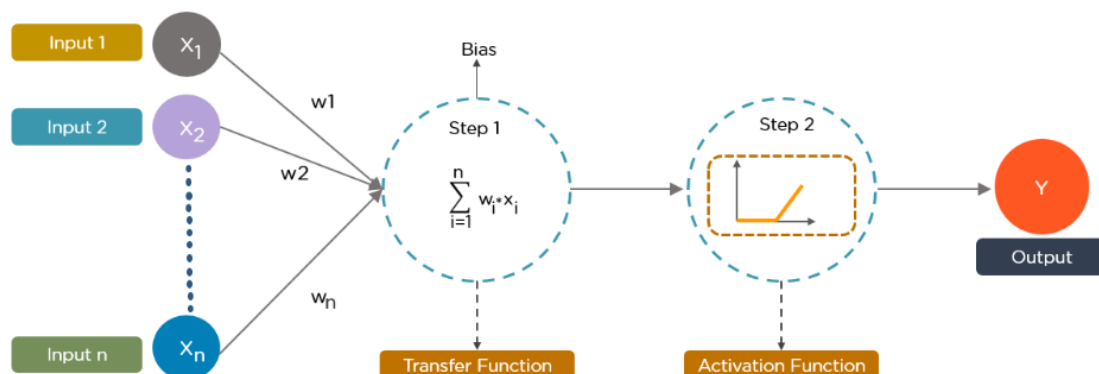 Input 1
X1
Input 2
X2
Input n
Xn
w1
w2
wn
Bias
Step 1
n
∑ wi*xi
i=1
Transfer Function
Step 2
Activation Function
Y
Output